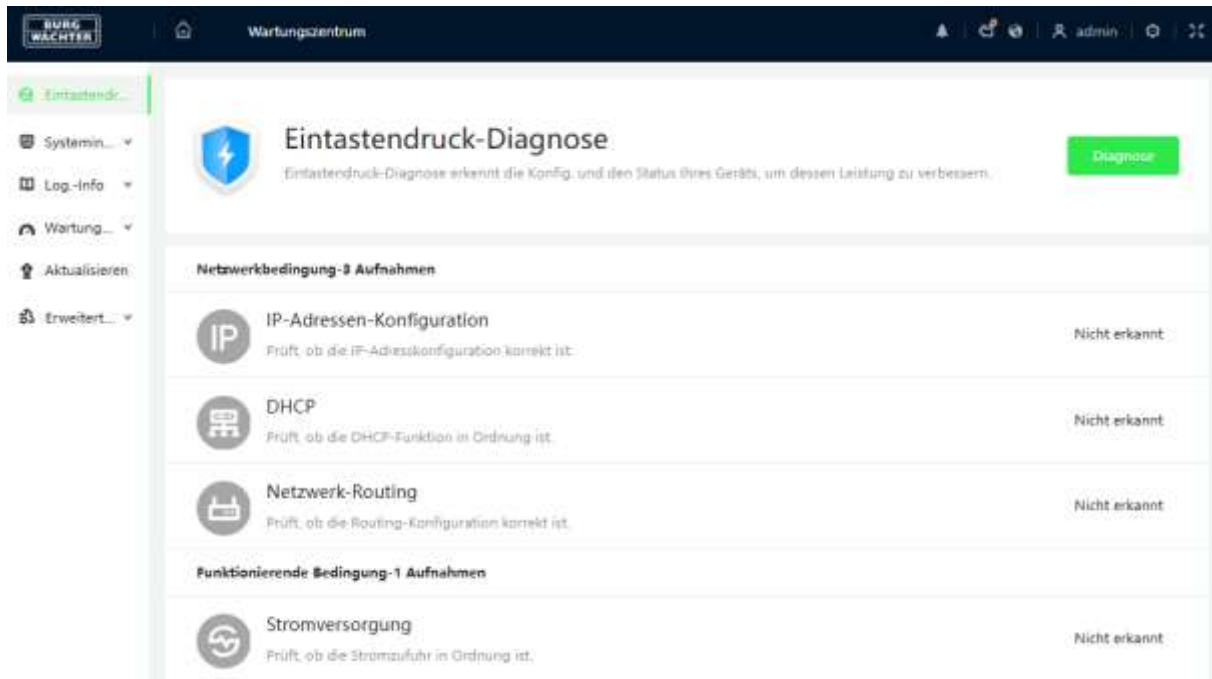 BURG
WÄCHTER
Wartungszentrum
admin
Eintastendr...
Systemin...
Log.-Info
Wartung...
Aktualisieren
Erweitert...
Eintastendruck-Diagnose
Eintastendruck-Diagnose erkennt die Konfig. und den Status Ihres Geräts, um dessen Leistung zu verbessern.
Diagnose
Netzwerkbedingung-3 Aufnahmen
IP
IP-Adressen-Konfiguration
Prüft, ob die IP-Adresskonfiguration korrekt ist.
Nicht erkannt
DHCP
Prüft, ob die DHCP-Funktion in Ordnung ist.
Nicht erkannt
Netzwerk-Routing
Prüft, ob die Routing-Konfiguration korrekt ist.
Nicht erkannt
Funktionierende Bedingung-1 Aufnahmen
Stromversorgung
Prüft, ob die Stromzufuhr in Ordnung ist.
Nicht erkannt